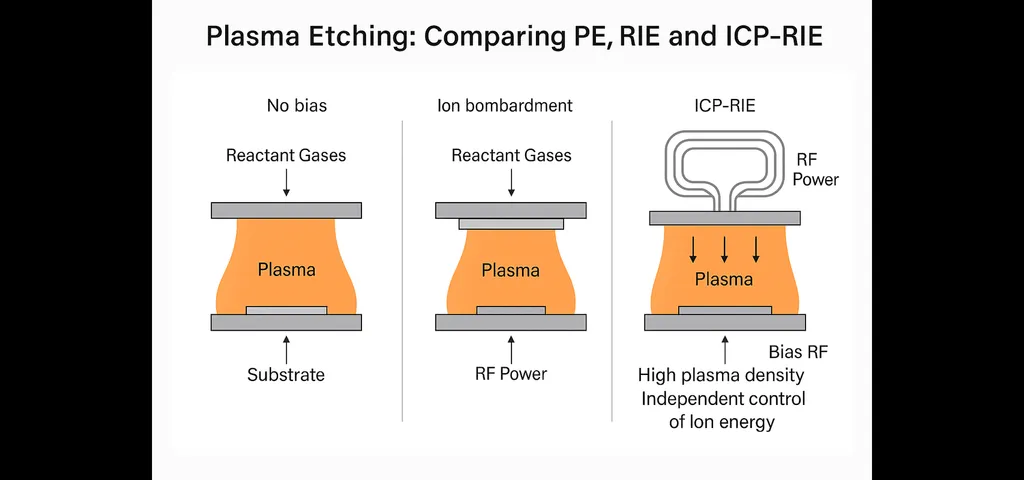 Plasma Etching: Comparing PE, RIE and ICP-RIE
No bias
Reactant Gases
Plasma
Substrate
Ion bombardment
Reactant Gases
Plasma
RF Power
ICP-RIE
RF
Power
Plasma
Bias RF
High plasma density
Independent control
of Ion energy